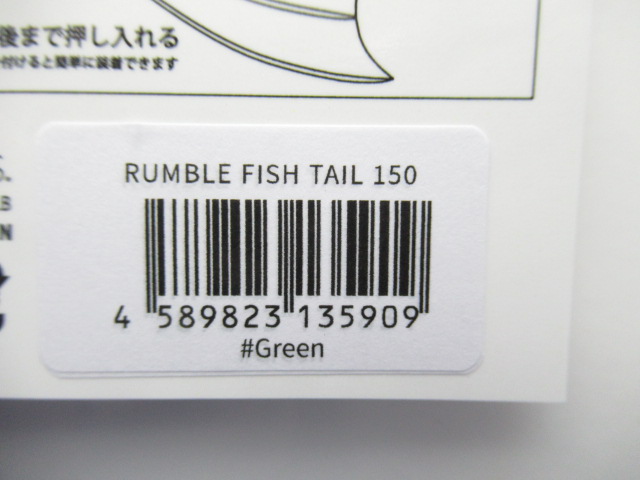 後まで押し入れる
付けると簡単に装着できます
B
N
RUMBLE FISH TAIL 150
4 589823 135909
#Green